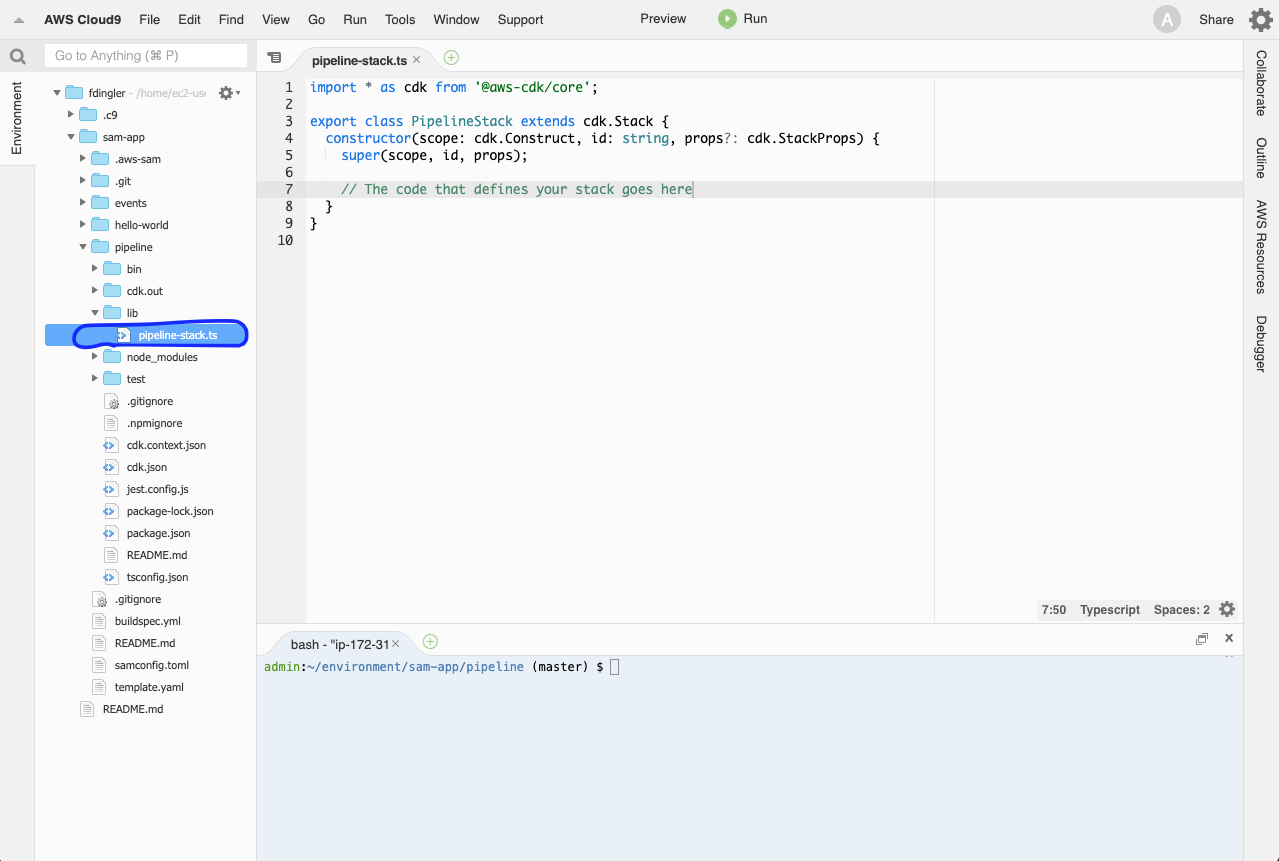 AWS Cloud9 File Edit Find View Go Run Tools Window Support Preview Run A Share
Go to Anything (⌘ P)
Environment
fdingler - /home/ec2-use
.c9
sam-app
.aws-sam
.git
events
hello-world
pipeline
bin
cdk.out
lib
pipeline-stack.ts
node_modules
test
.gitignore
.npmignore
cdk.context.json
cdk.json
jest.config.js
package-lock.json
package.json
README.md
tsconfig.json
.gitignore
buildspec.yml
README.md
samconfig.toml
template.yaml
README.md
pipeline-stack.ts
1 import * as cdk from '@aws-cdk/core';
2
3 export class PipelineStack extends cdk.Stack {
4 constructor(scope: cdk.Construct, id: string, props?: cdk.StackProps) {
5 super(scope, id, props);
6
7 // The code that defines your stack goes here
8 }
9 }
10
7:50 Typescript Spaces: 2
bash - "ip-172-31
admin:~/environment/sam-app/pipeline (master) $
Collaborate
Outline
AWS Resources
Debugger